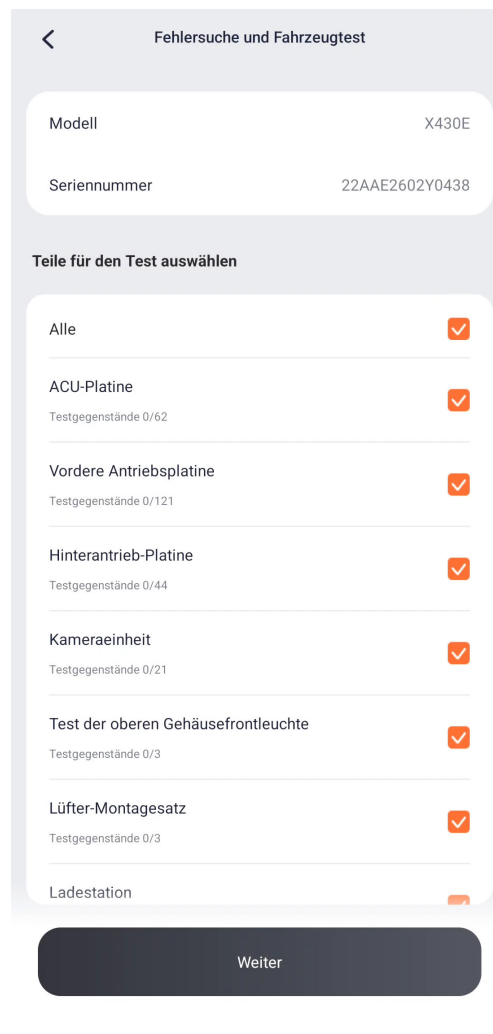 Fehlersuche und Fahrzeugtest
Modell X430E
Seriennummer 22AAE2602Y0438
Teile für den Test auswählen
Alle
ACU-Platine
Testgegenstände 0/62
Vordere Antriebsplatine
Testgegenstände 0/121
Hinterantrieb-Platine
Testgegenstände 0/44
Kameraeinheit
Testgegenstände 0/21
Test der oberen Gehäusefrontleuchte
Testgegenstände 0/3
Lüfter-Montagesatz
Testgegenstände 0/3
Ladestation
Weiter